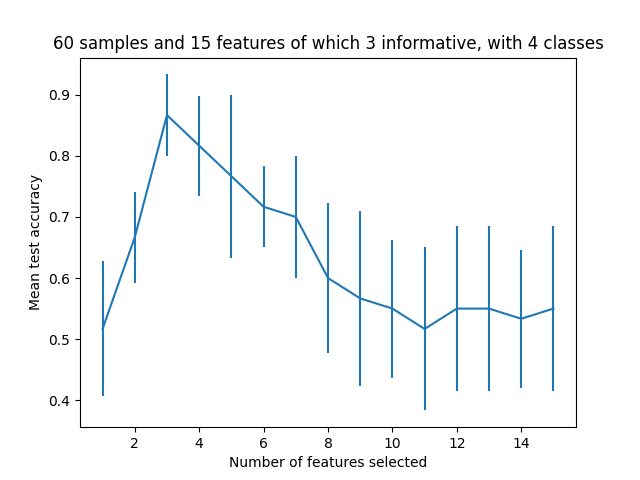 60 samples and 15 features of which 3 informative, with 4 classes
Mean test accuracy
0.9
0.8
0.7
0.6
0.5
0.4
2 4 6 8 10 12 14
Number of features selected